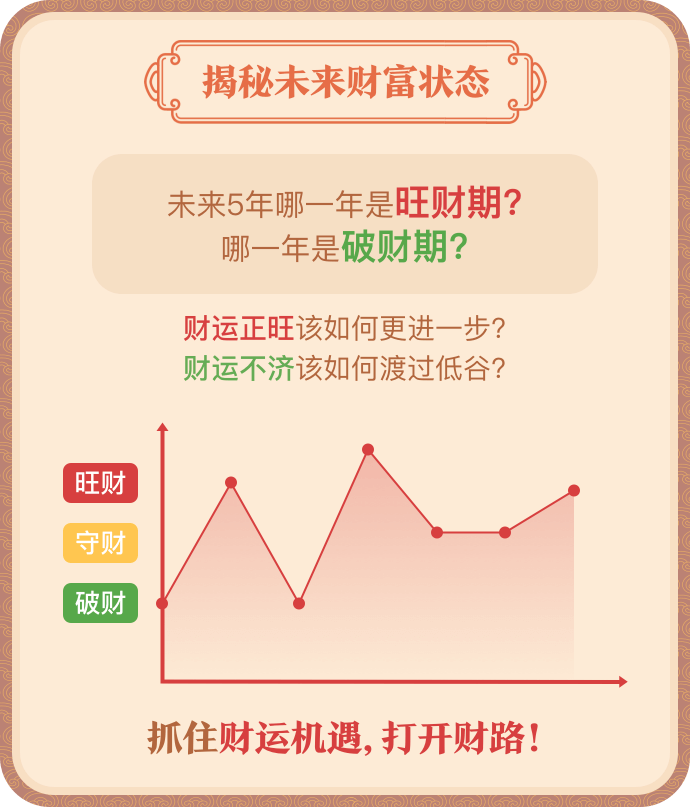 揭秘未来财富状态
未来5年哪一年是旺财期?
哪一年是破财期?
财运正旺该如何更进一步?
财运不济该如何渡过低谷?
旺财
守财
破财
抓住财运机遇,打开财路!